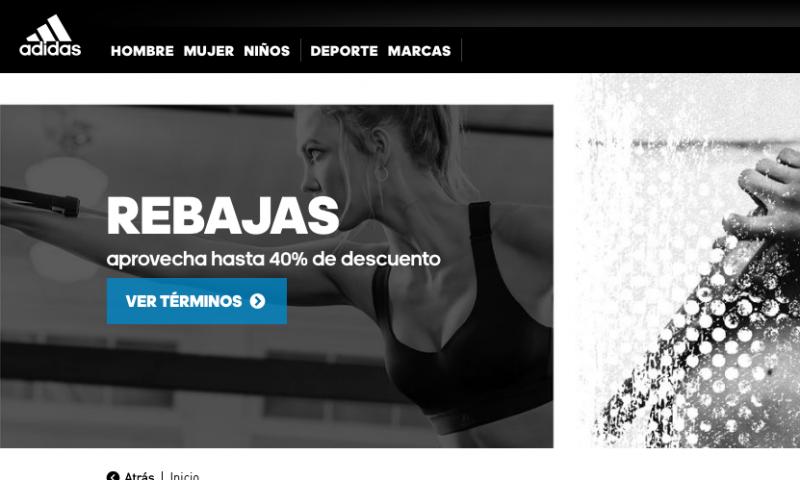 adidas
HOMBRE MUJER NIÑOS | DEPORTE MARCAS |
REBAJAS
aprovecha hasta 40% de descuento
VER TÉRMINOS
Atrás | Inicio